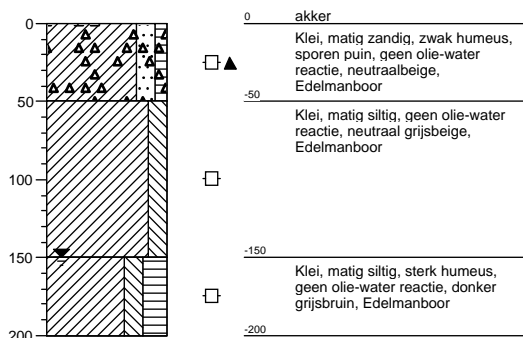 0
50
100
150
200
0
akker
Klei, matig zandig, zwak humeus,
sporen puin, geen olie-water
reactie, neutraalbeige,
Edelmanboor
-50
Klei, matig siltig, geen olie-water
reactie, neutraal grijsbeige,
Edelmanboor
-150
Klei, matig siltig, sterk humeus,
geen olie-water reactie, donker
grijsbruin, Edelmanboor
-200